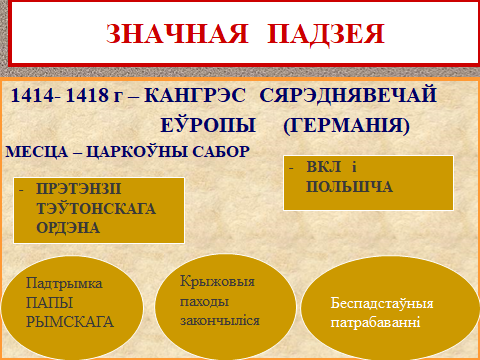 ЗНАЧНАЯ ПАДЗЕЯ
1414- 1418 г – КАНГРЭС СЯРЭДНЯВЕЧАЙ
ЕЎРОПЫ (ГЕРМАНІЯ)
МЕСЦА – ЦАРКОЎНЫ САБОР
- ПРЭТЭНЗІІ
ТЭЎТОНСКАГА
ОРДЭНА
- ВКЛ і
ПОЛЬШЧА
Падтрымка
ПАПЫ
РЫМСКАГА
Крыжовыя
паходы
закончыліся
Беспадстаўныя
патрабаванні